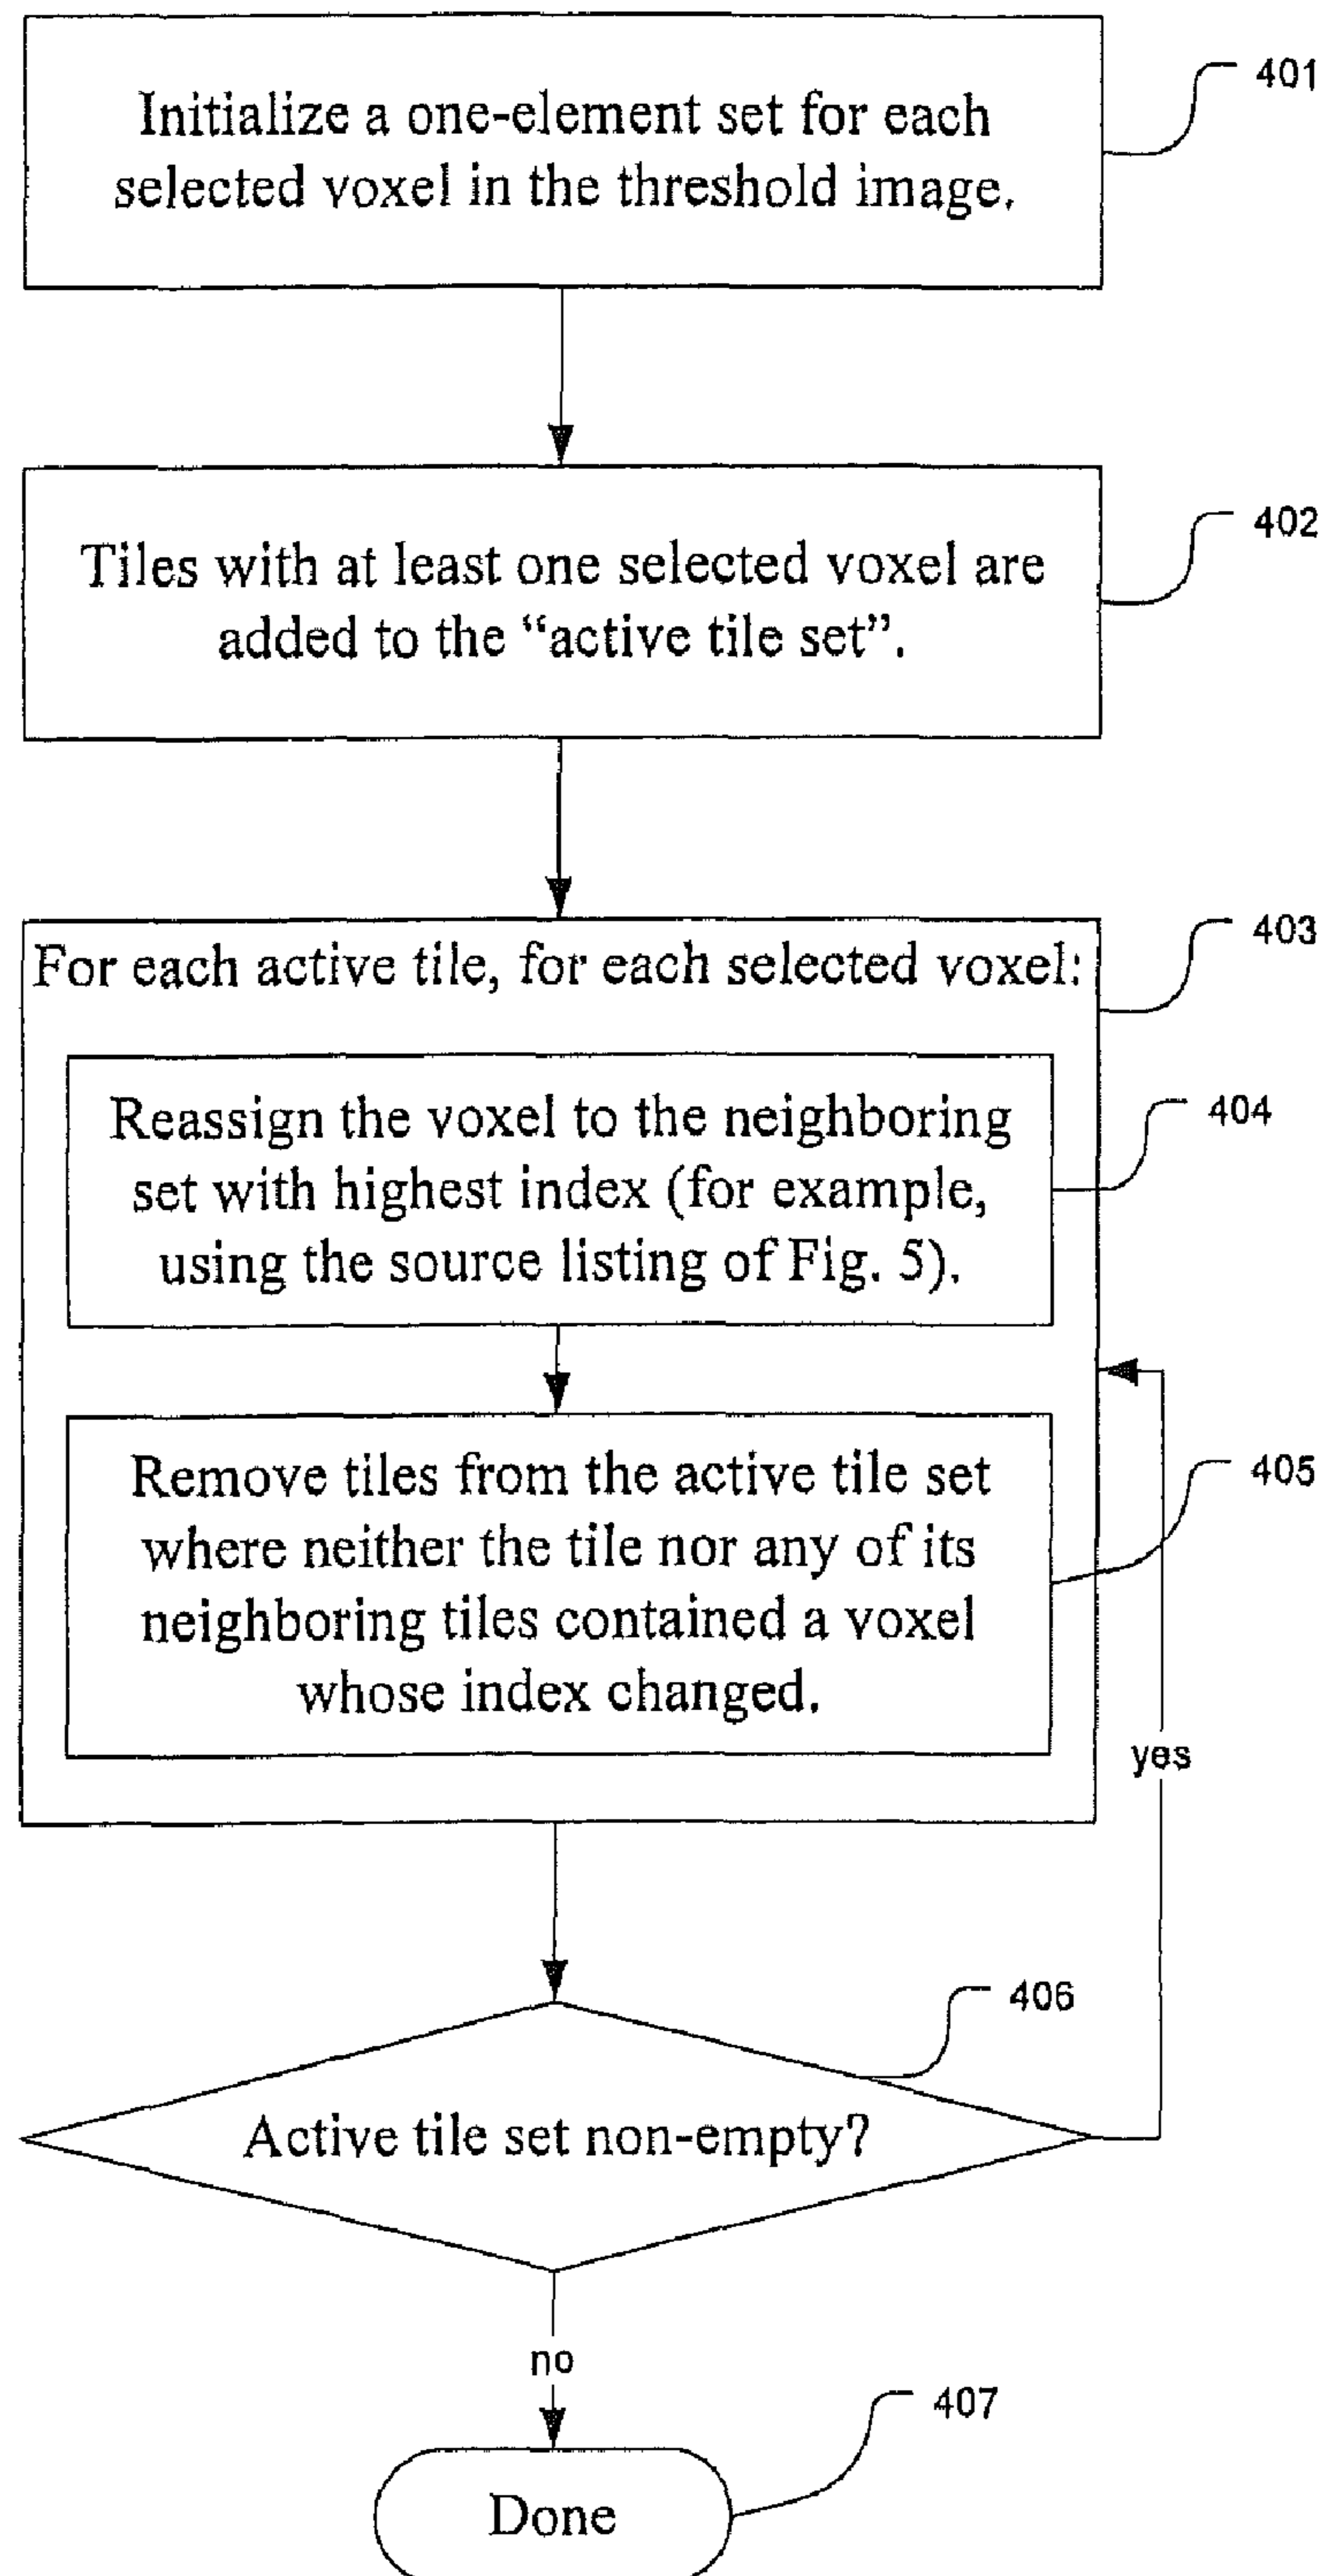 Initialize a one-element set for each
selected voxel in the threshold image.
401
Tiles with at least one selected voxel are
added to the “active tile set”.
402
For each active tile, for each selected voxel:
403
Reassign the voxel to the neighboring
set with highest index (for example,
using the source listing of Fig. 5).
404
Remove tiles from the active tile set
where neither the tile nor any of its
neighboring tiles contained a voxel
whose index changed.
405
yes
406
Active tile set non-empty?
no
407
Done